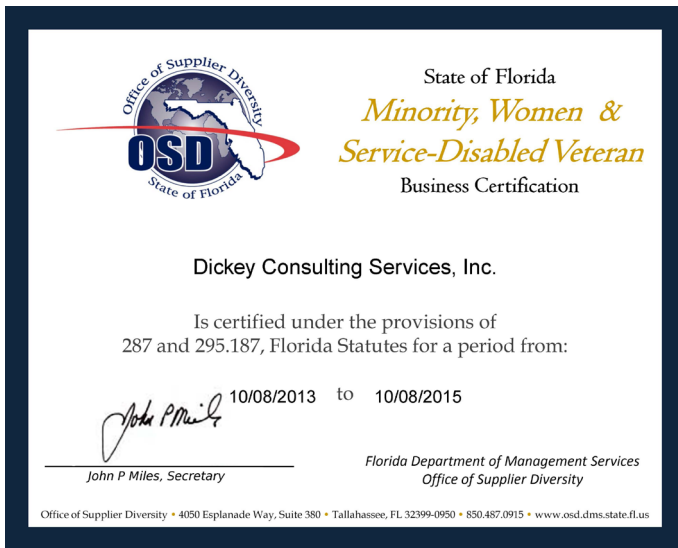 Office of Supplier Diversity
OSD
State of Florida
State of Florida
Minority, Women &
Service-Disabled Veteran
Business Certification
Dickey Consulting Services, Inc.
Is certified under the provisions of
287 and 295.187, Florida Statutes for a period from:
10/08/2013 to 10/08/2015
John P Miles
John P Miles, Secretary
Florida Department of Management Services
Office of Supplier Diversity
Office of Supplier Diversity • 4050 Esplanade Way, Suite 380 • Tallahassee, FL 32399-0950 • 850.487.0915 • www.osd.dms.state.fl.us